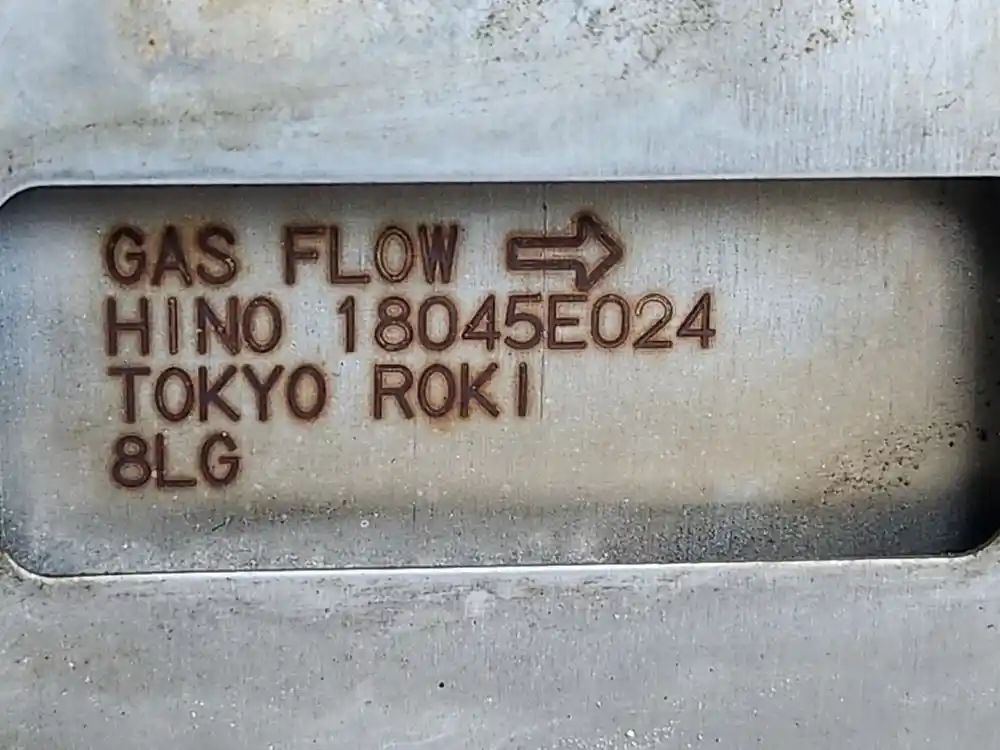 GAS FLOW ⇨
HINO 18045E024
TOKYO ROKI
8LG